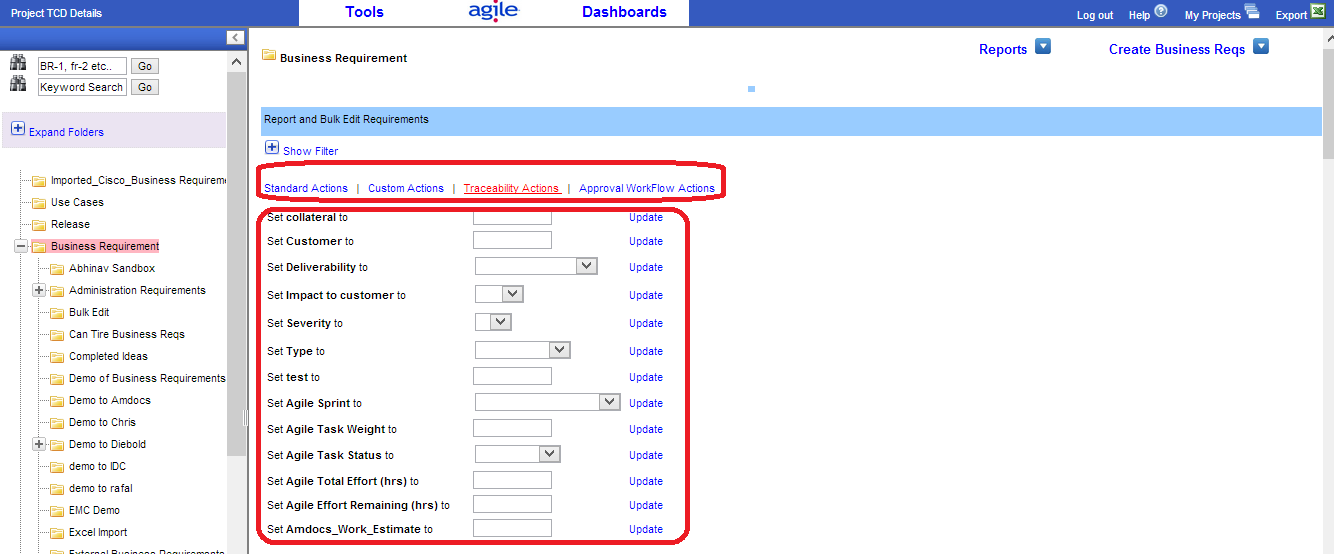 Project TCD Details
Tools
agile
Dashboards
Log out
Help
My Projects
Export
BR-1, fr-2 etc..
Go
Keyword Search
Go
Expand Folders
Imported_Cisco_Business Requirem
Use Cases
Release
Business Requirement
Abhinav Sandbox
Administration Requirements
Bulk Edit
Can Tire Business Reqs
Completed Ideas
Demo of Business Requirements
Demo to Amdocs
Demo to Chris
Demo to Diebold
demo to IDC
demo to rafal
EMC Demo
Excel Import
External Business Requirements
Business Requirement
Reports
Create Business Reqs
Report and Bulk Edit Requirements
Show Filter
Standard Actions | Custom Actions | Traceability Actions | Approval WorkFlow Actions
Set collateral to Update
Set Customer to Update
Set Deliverability to Update
Set Impact to customer to Update
Set Severity to Update
Set Type to Update
Set test to Update
Set Agile Sprint to Update
Set Agile Task Weight to Update
Set Agile Task Status to Update
Set Agile Total Effort (hrs) to Update
Set Agile Effort Remaining (hrs) to Update
Set Amdocs_Work_Estimate to Update